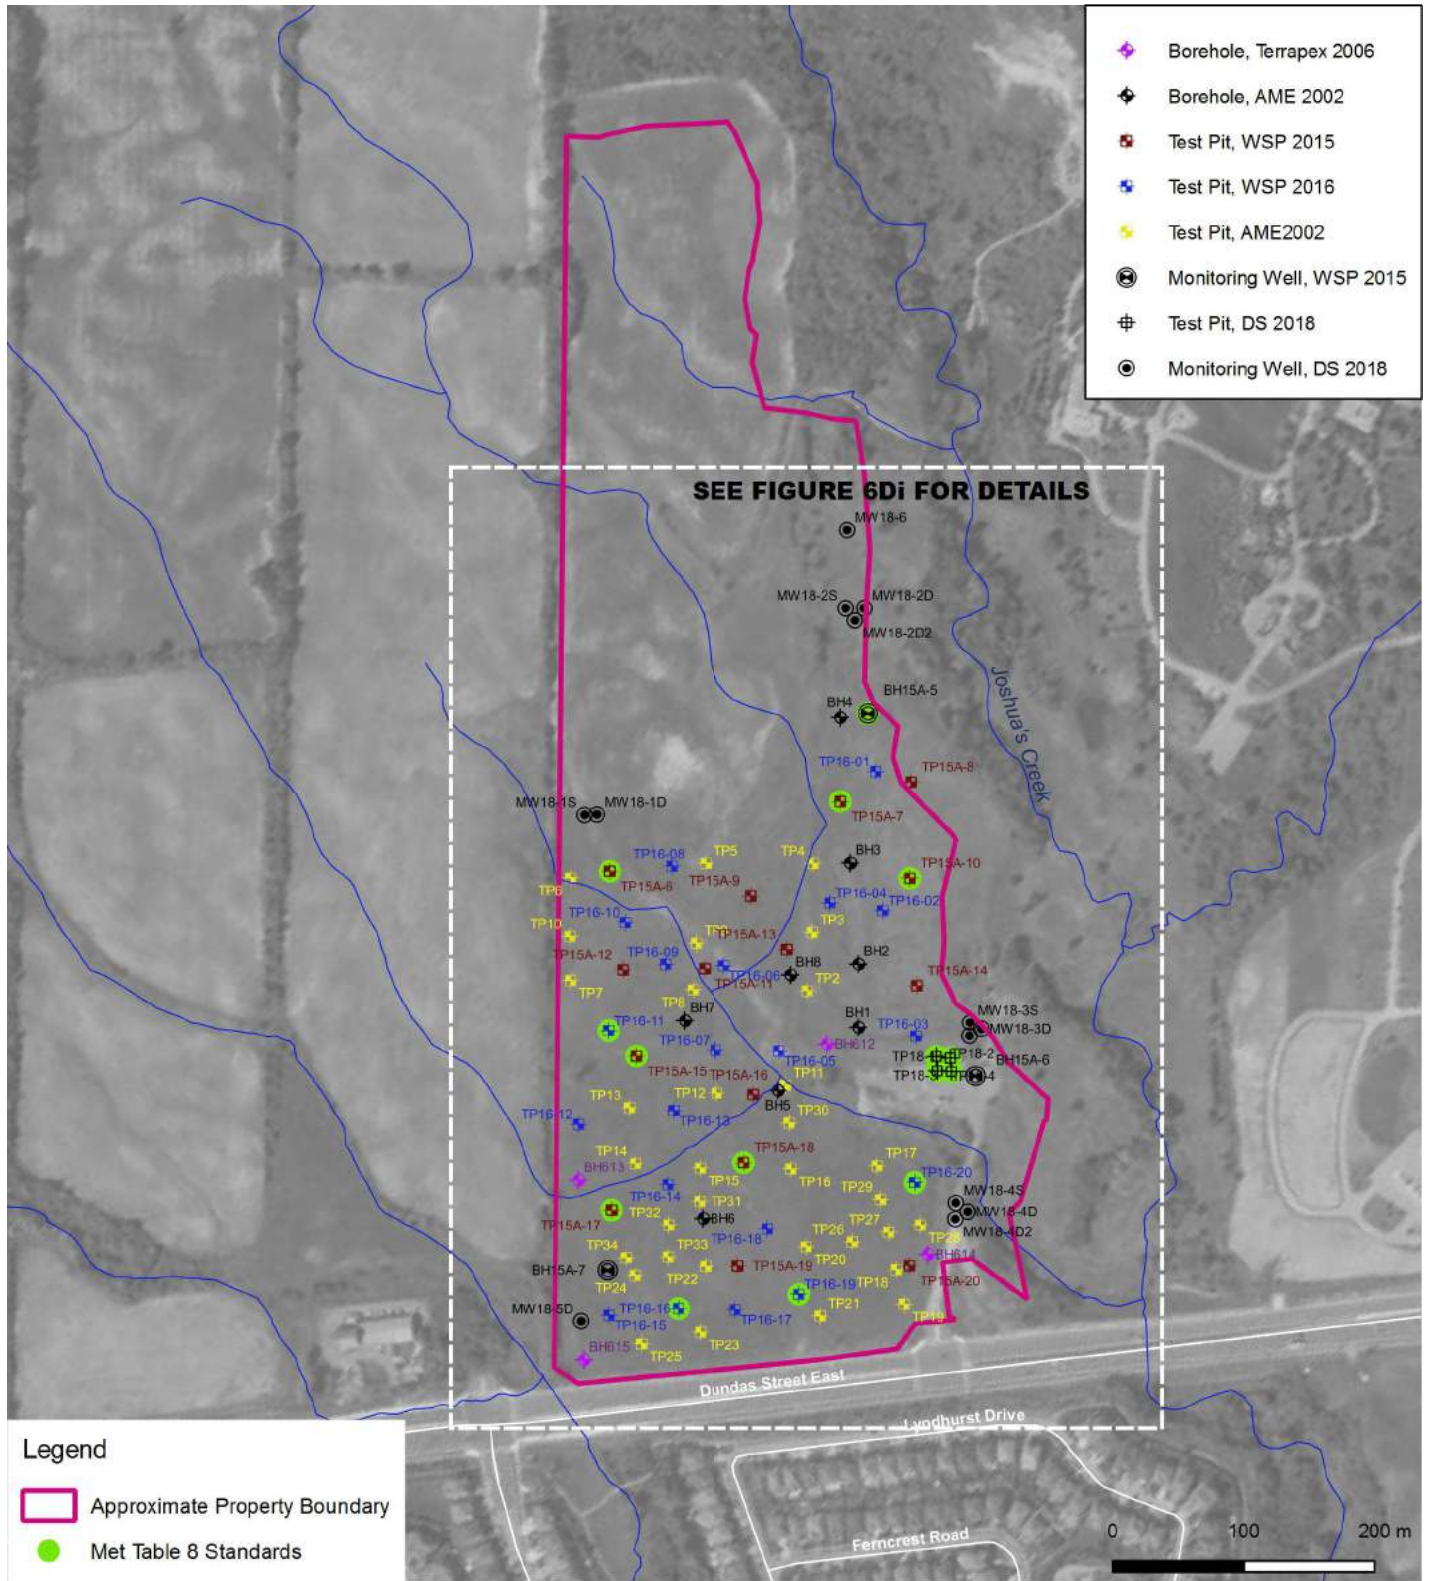 Borehole, Terrapex 2006
Borehole, AME 2002
Test Pit, WSP 2015
Test Pit, WSP 2016
Test Pit, AME2002
Monitoring Well, WSP 2015
Test Pit, DS 2018
Monitoring Well, DS 2018
SEE FIGURE 6Di FOR DETAILS
MW18-6
MW18-2S
MW18-2D
MW18-2D2
Joshua's Creek
BH15A-5
BH4
TP16-01
TP15A-8
TP15A-7
MW18-1S
MW18-1D
TP16-08
TP5
TP4
BH3
TP15A-10
TP6
TP15A-6
TP15A-9
TP16-04
TP16-02
TP16-10
TP10
TP15A-13
TP3
TP15A-12
TP16-09
TP16-06
BH8
BH2
TP15A-11
TP2
TP15A-14
TP7
TP8
BH7
BH1
MW18-3S
MW18-3D
TP16-11
TP16-07
TP16-05
BH612
TP16-03
TP18-2
BH15A-6
TP15A-15
TP15A-16
TP11
TP13
TP12
BH5
TP30
TP16-12
TP16-13
TP14
TP15A-18
TP17
BH613
TP15
TP16
TP16-20
TP16-14
TP31
TP29
MW18-4S
MW18-4D
MW18-4D2
TP15A-17
TP32
BH6
TP16-18
TP26
TP27
TP28
TP34
TP33
TP20
BH614
BH15A-7
TP24
TP22
TP15A-19
TP18
TP15A-20
MW18-5D
TP16-16
TP16-15
TP16-19
TP16-17
TP21
TP19
BH615
TP25
TP23
Dundas Street East
Lyndhurst Drive
Ferncrest Road
Legend
Approximate Property Boundary
Met Table 8 Standards
0 100 200 m